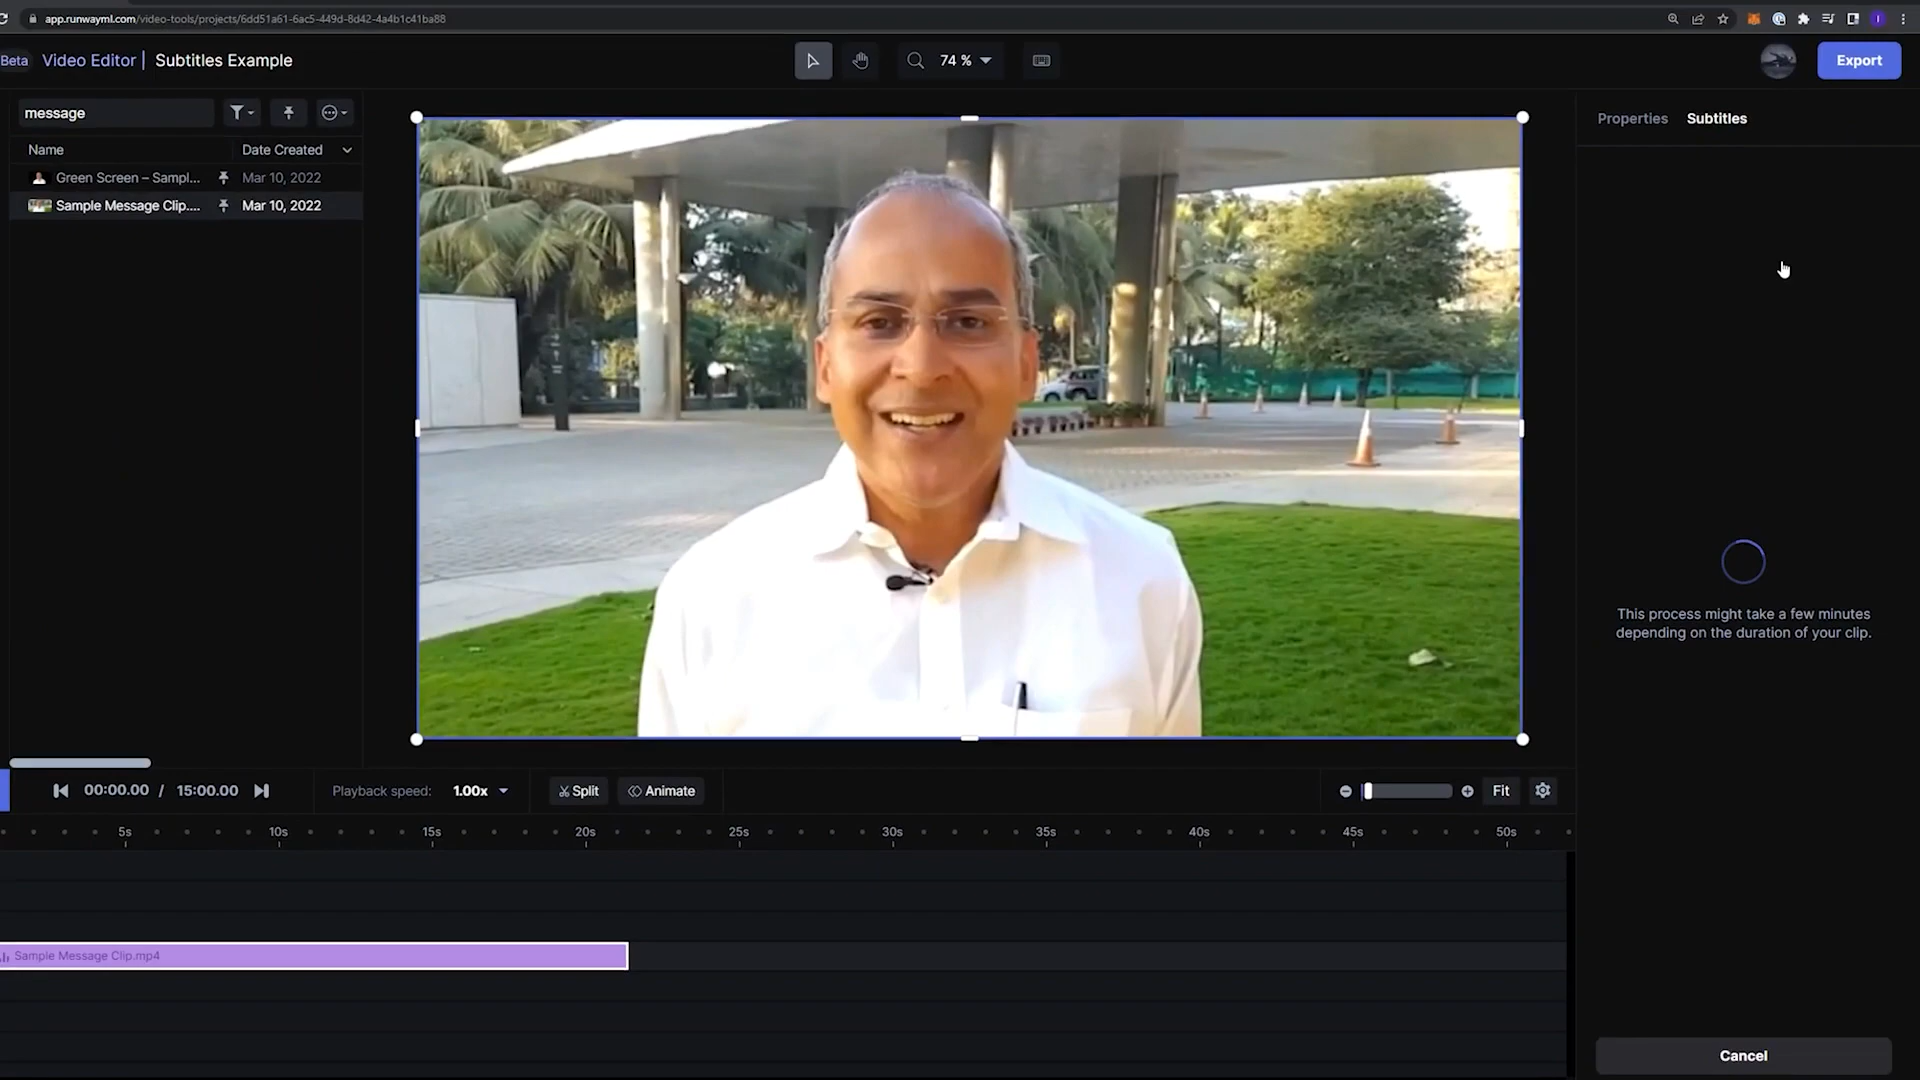 app.runwayml.com/video-tools/projects/6dd51a61-6ac5-449d-8d42-4a4b1c41ba88
Beta Video Editor | Subtitles Example
74 %
Export
message
Properties Subtitles
Name Date Created
Green Screen – Sampl... Mar 10, 2022
Sample Message Clip.... Mar 10, 2022
This process might take a few minutes
depending on the duration of your clip.
00:00.00 / 15:00.00
Playback speed: 1.00x
Split
Animate
Fit
5s 10s 15s 20s 25s 30s 35s 40s 45s 50s
Sample Message Clip.mp4
Cancel